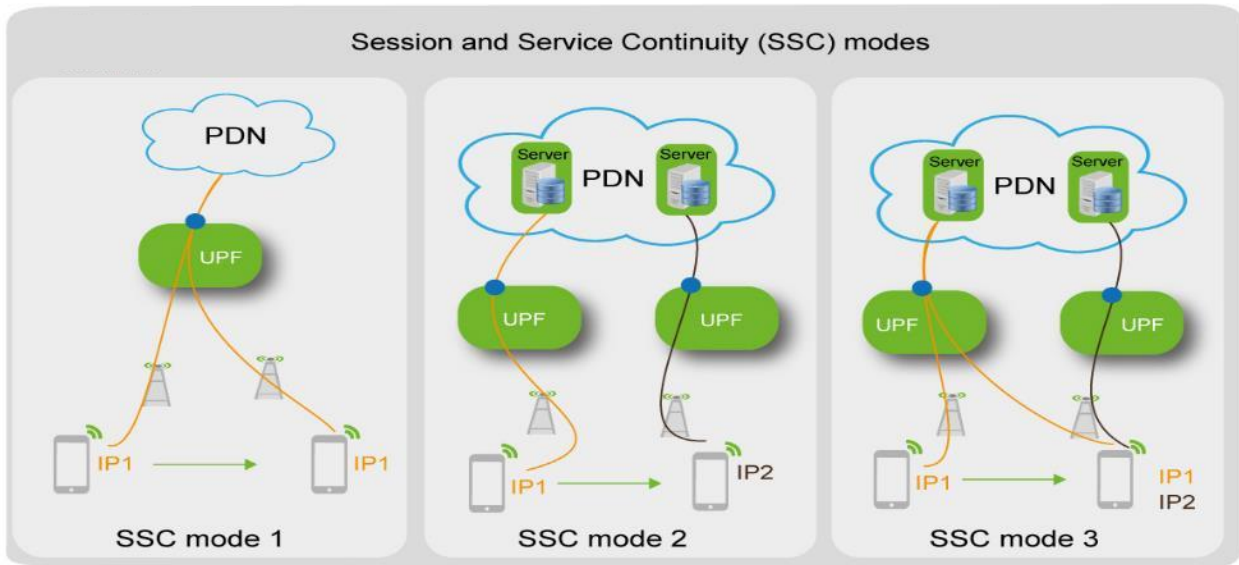 Session and Service Continuity (SSC) modes
PDN
UPF
IP1
IP1
SSC mode 1
Server
Server
PDN
UPF
UPF
IP1
IP2
SSC mode 2
Server
Server
PDN
UPF
UPF
IP1
IP1
IP2
SSC mode 3